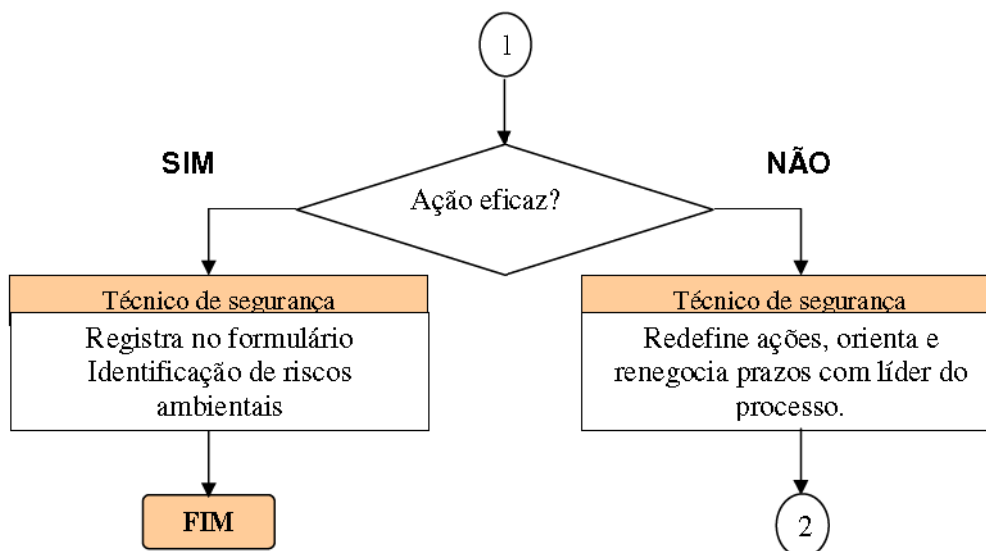 1
SIM
NÃO
Ação eficaz?
Técnico de segurança
Registra no formulário
Identificação de riscos
ambientais
Técnico de segurança
Redefine ações, orienta e
renegocia prazos com líder do
processo.
FIM
2